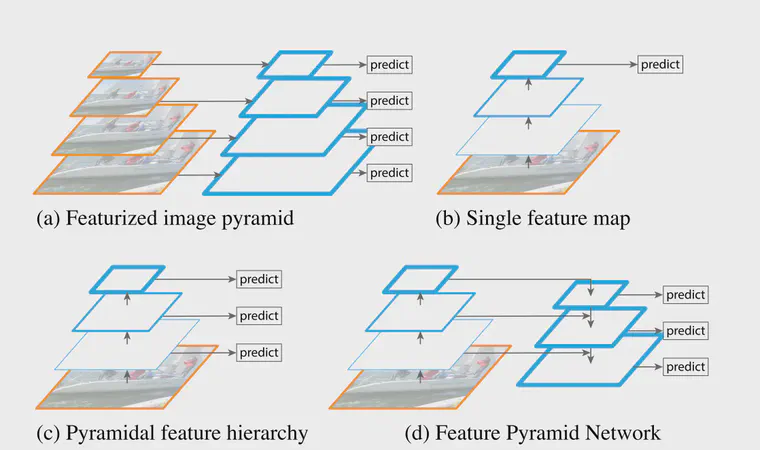 predict
predict
predict
predict
(a) Featurized image pyramid
predict
(b) Single feature map
predict
predict
predict
(c) Pyramidal feature hierarchy
predict
predict
predict
(d) Feature Pyramid Network